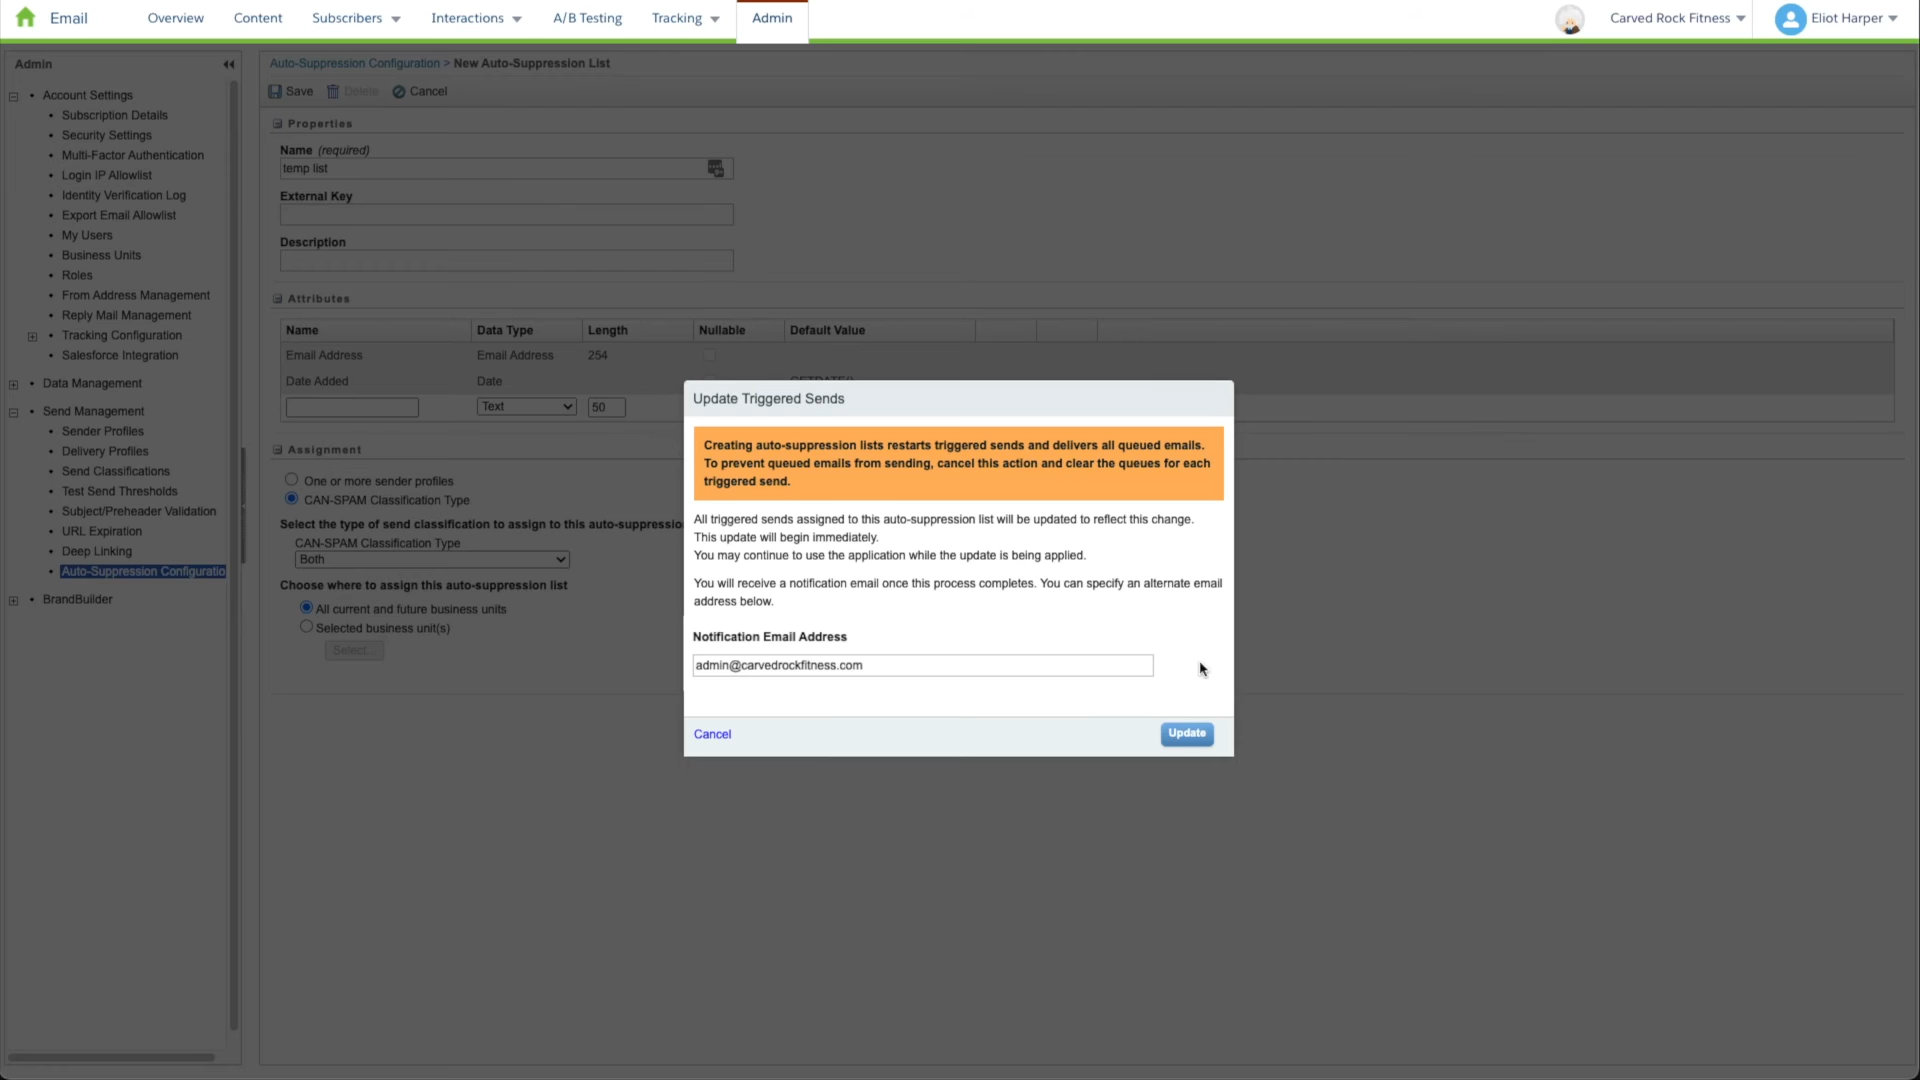 Email
Overview
Content
Subscribers
Interactions
A/B Testing
Tracking
Admin
Carved Rock Fitness
Eliot Harper
Admin
Account Settings
Subscription Details
Security Settings
Multi-Factor Authentication
Login IP Allowlist
Identity Verification Log
Export Email Allowlist
My Users
Business Units
Roles
From Address Management
Reply Mail Management
Tracking Configuration
Salesforce Integration
Data Management
Send Management
Sender Profiles
Delivery Profiles
Send Classifications
Test Send Thresholds
Subject/Preheader Validation
URL Expiration
Deep Linking
Auto-Suppression Configuratio
BrandBuilder
Auto-Suppression Configuration > New Auto-Suppression List
Save Delete Cancel
Properties
Name (required)
temp list
External Key
Description
Attributes
Name Data Type Length Nullable Default Value
Email Address Email Address 254
Date Added Date
Text 50
Assignment
One or more sender profiles
CAN-SPAM Classification Type
Select the type of send classification to assign to this auto-suppressio
CAN-SPAM Classification Type
Both
Choose where to assign this auto-suppression list
All current and future business units
Selected business unit(s)
Select...
Update Triggered Sends
Creating auto-suppression lists restarts triggered sends and delivers all queued emails.
To prevent queued emails from sending, cancel this action and clear the queues for each
triggered send.
All triggered sends assigned to this auto-suppression list will be updated to reflect this change.
This update will begin immediately.
You may continue to use the application while the update is being applied.
You will receive a notification email once this process completes. You can specify an alternate email
address below.
Notification Email Address
admin@carvedrockfitness.com
Cancel
Update